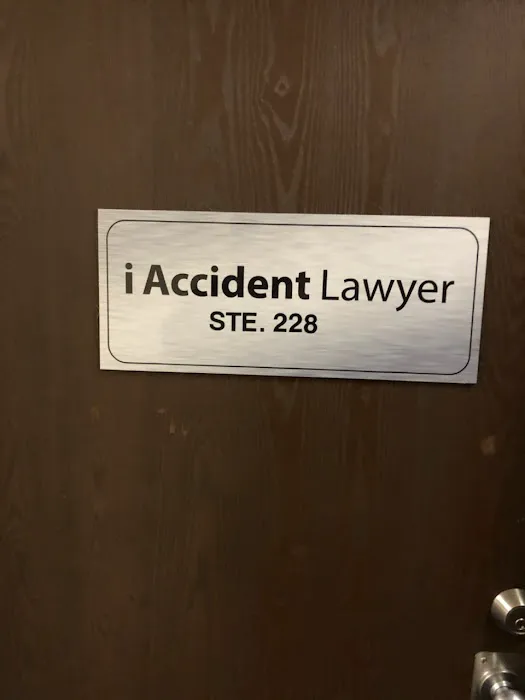 i Accident Lawyer
STE. 228